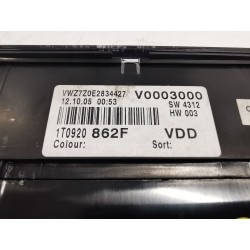 VWZ7Z0E2834427 V0003000
12.10.05 00:53 SW 4312
HW 003
1T0920 862F VDD
Colour: Sort: